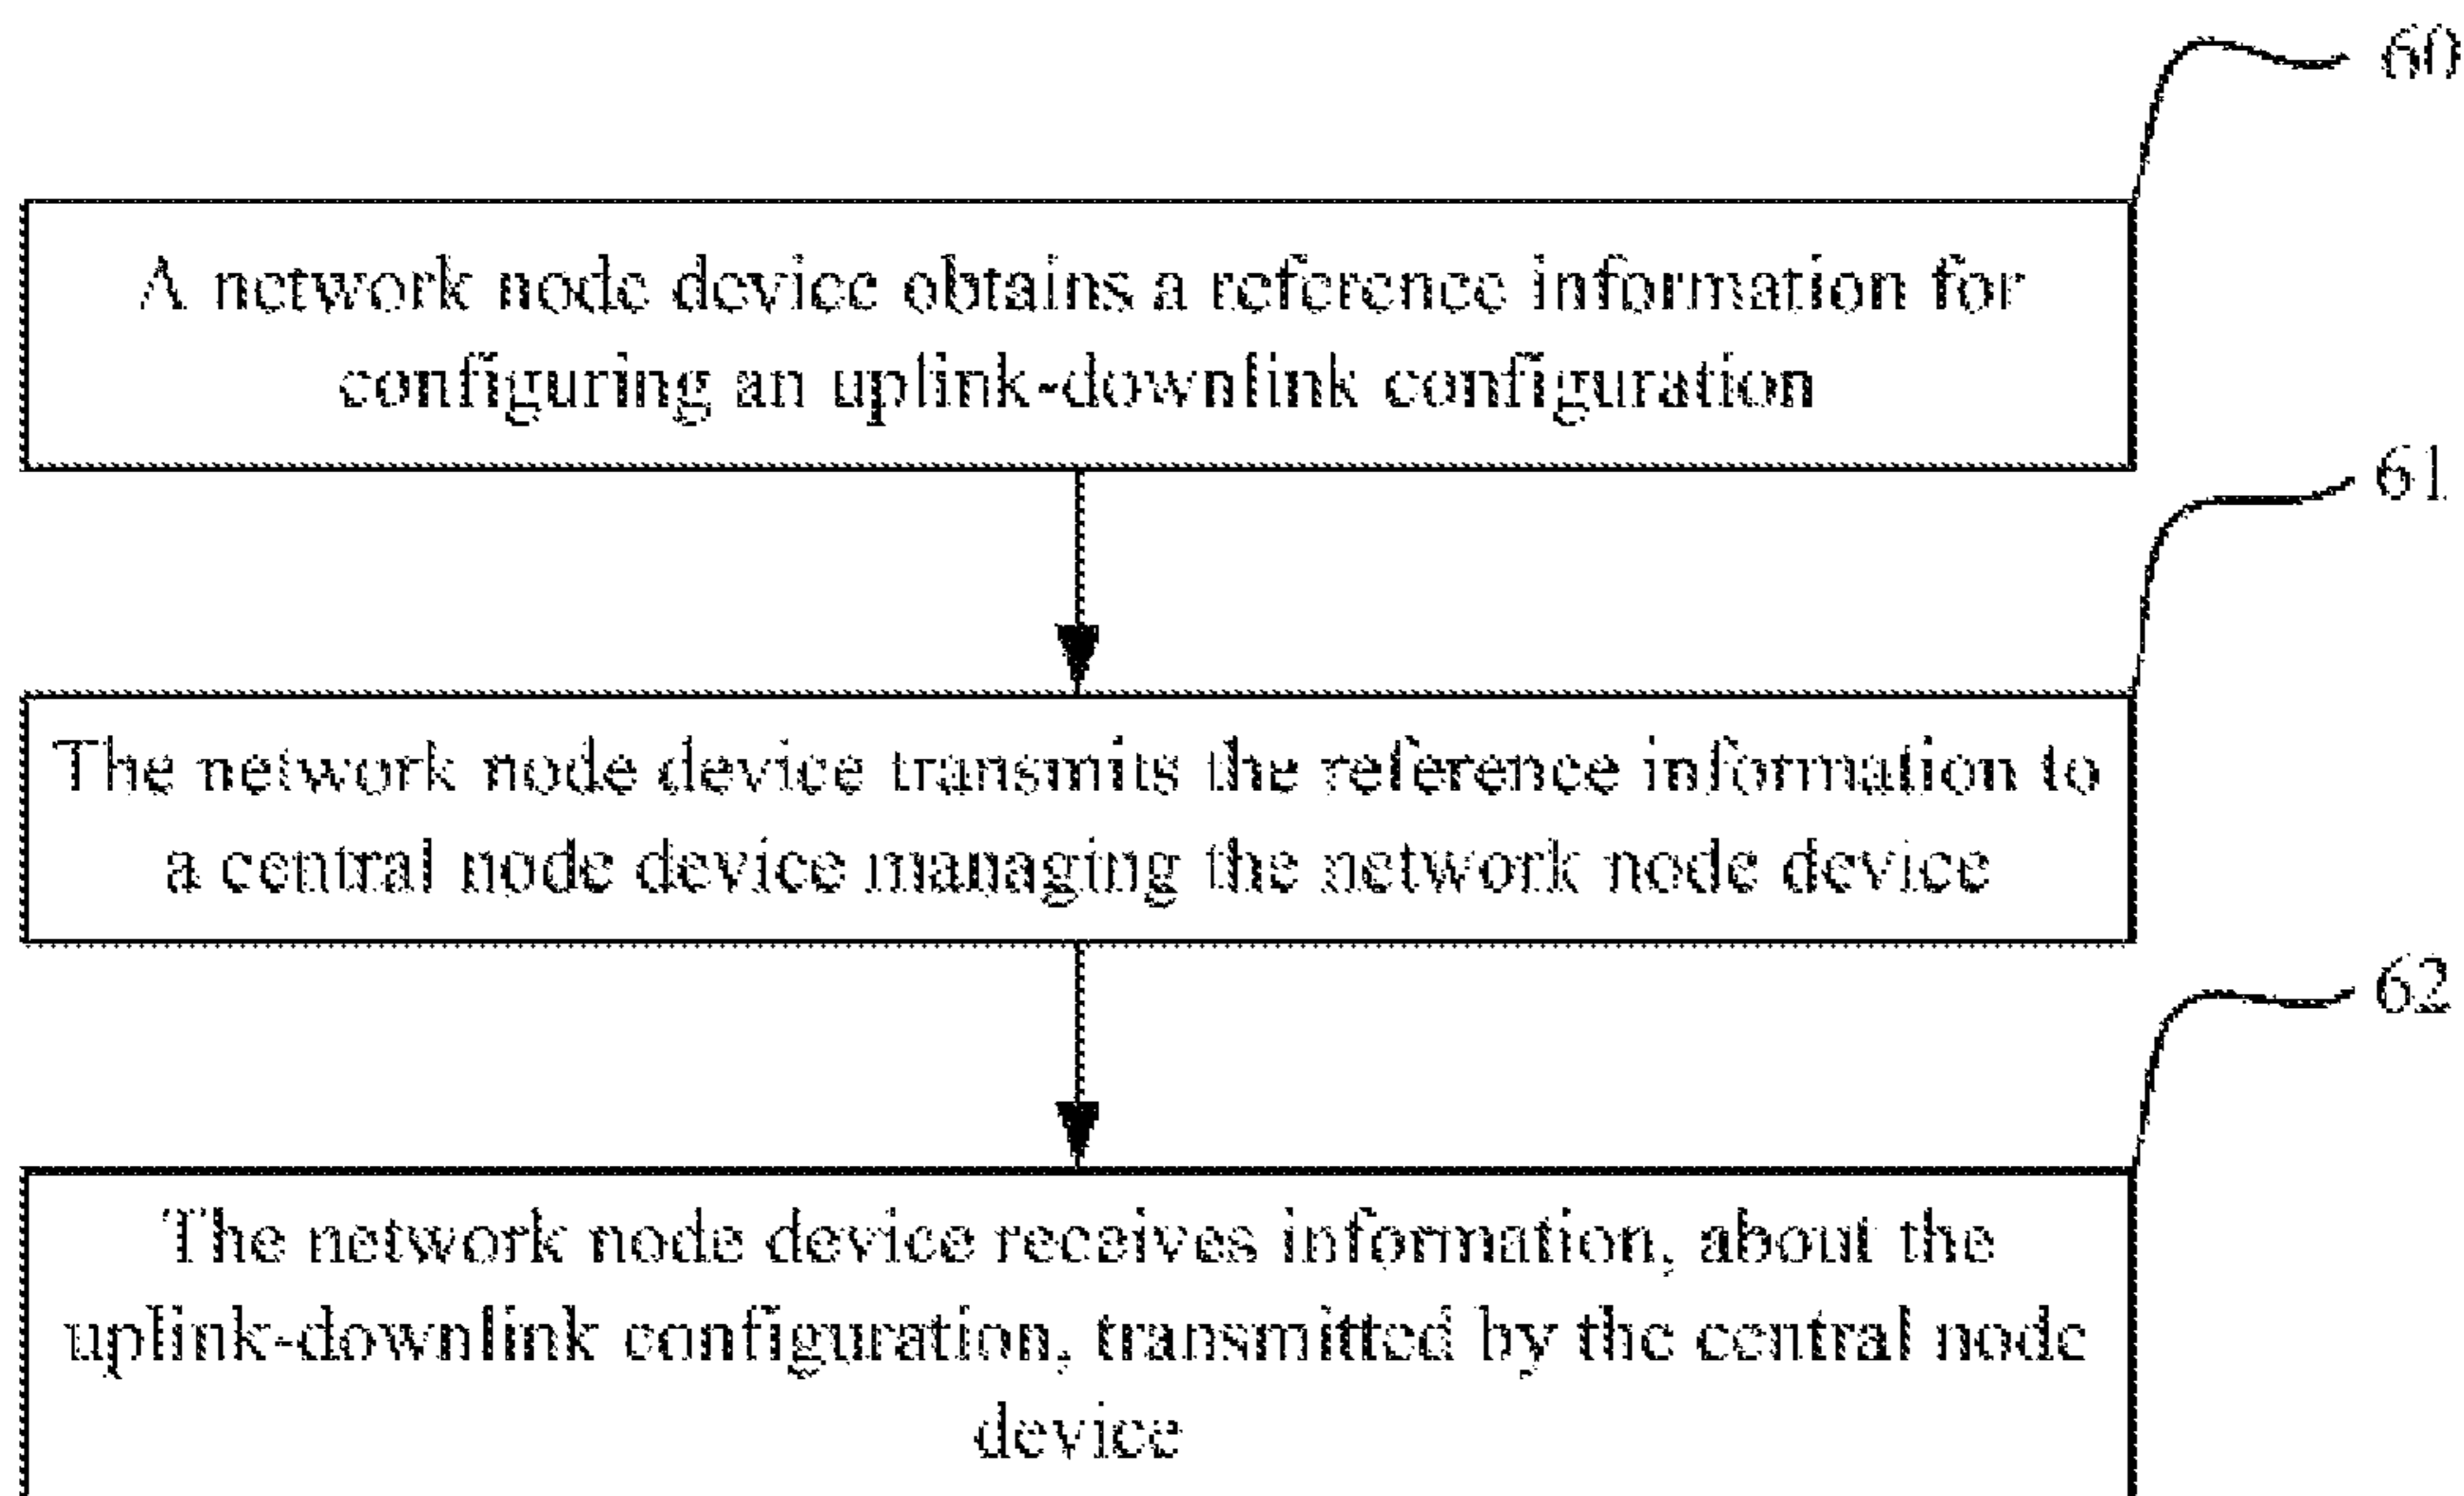 60
A network node device obtains a reference information for
configuring an uplink-downlink configuration
61
The network node device transmits the reference information to
a central node device managing the network node device
62
The network node device receives information, about the
uplink-downlink configuration, transmitted by the central node
device